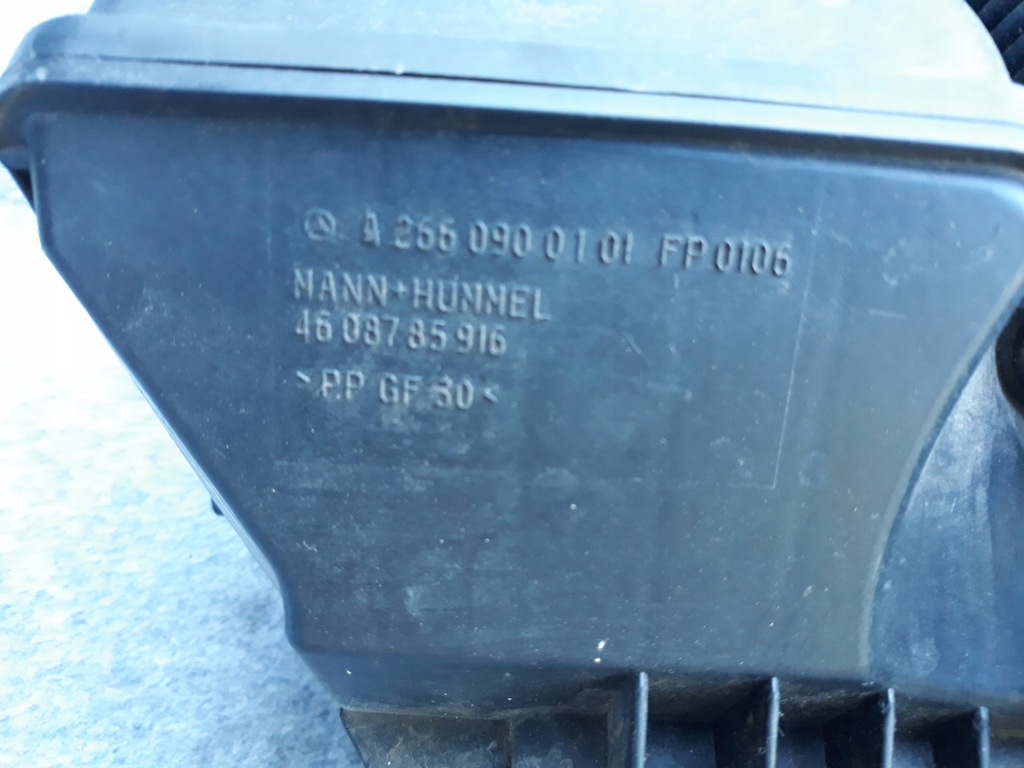 A 266 090 01 01 FP 0106
MANN+HUMMEL
46 087 85 916
>PP GF 30<